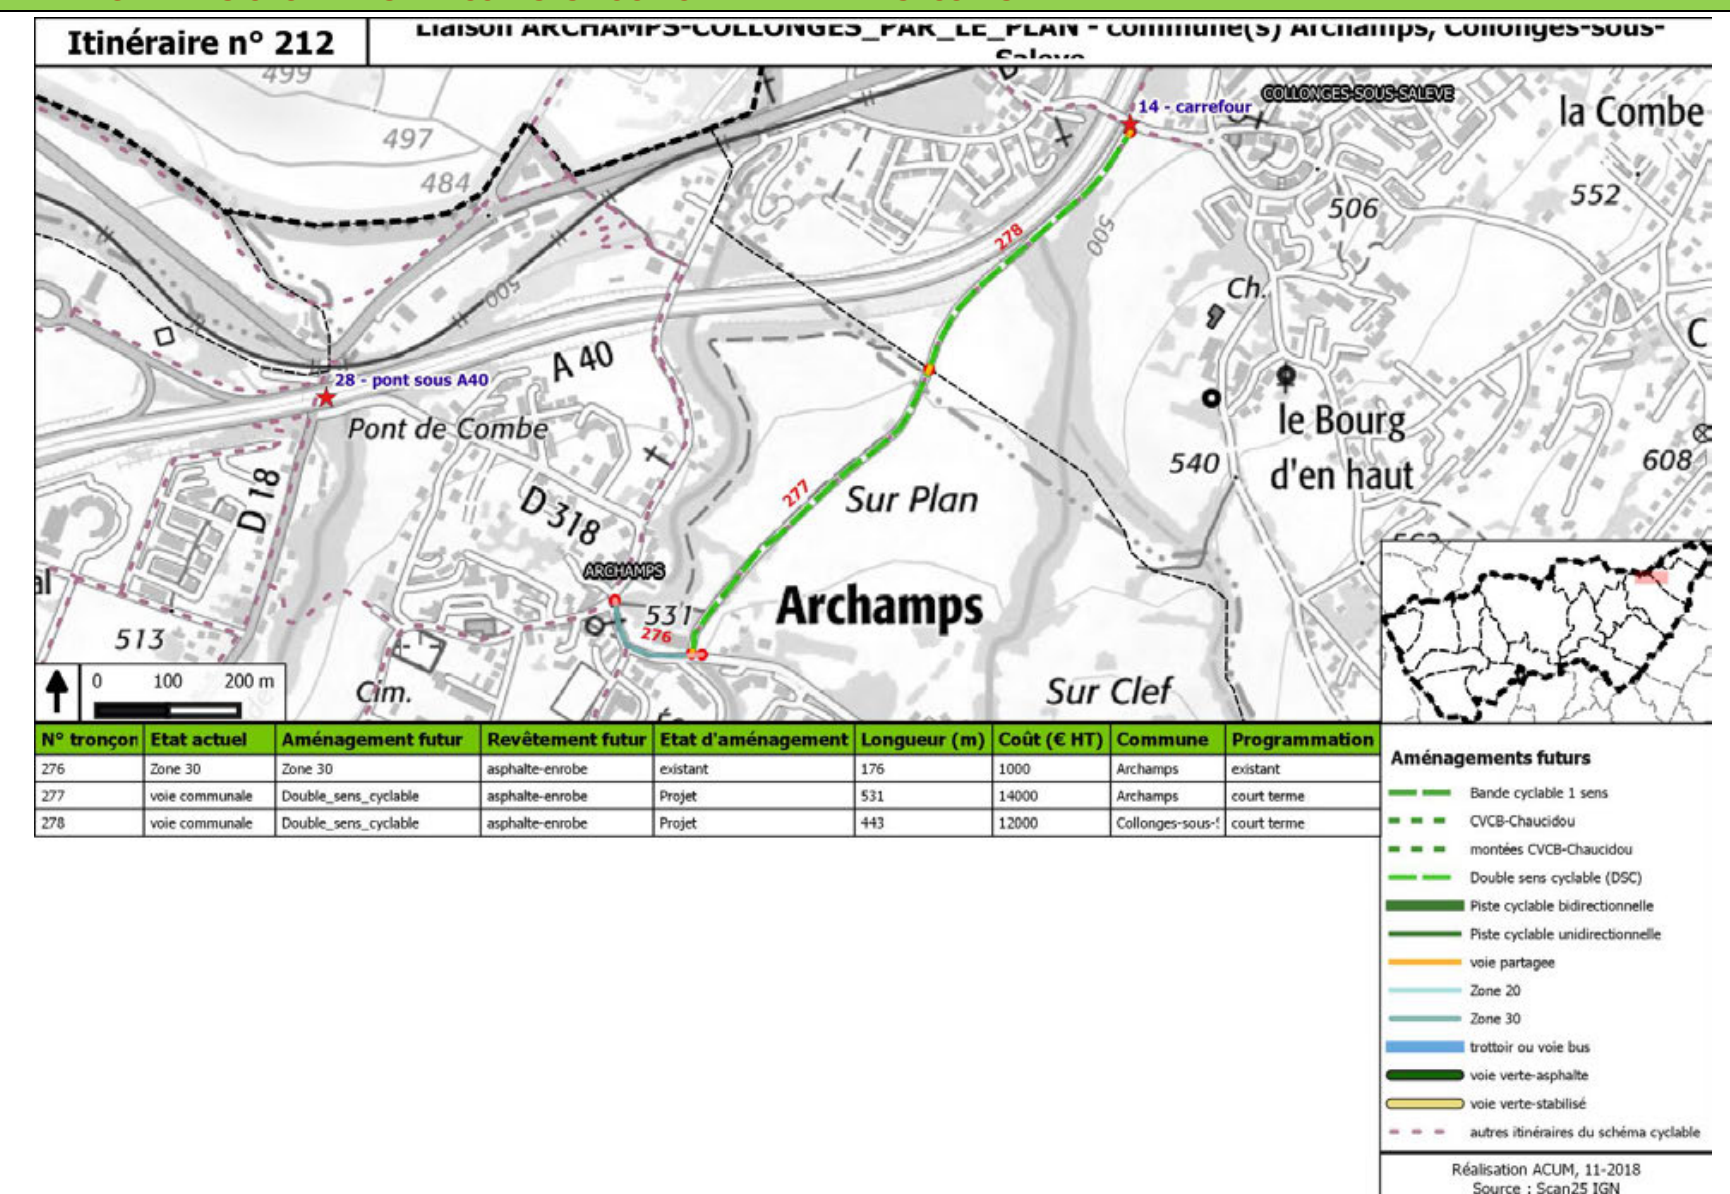 Itinéraire n° 212
Liaison ARCHAMPS-COLLONGES_PAR_LE_PLAN - commune(s) Archamps, Collonges-sous-
Saleve
499
COLLONGES-SOUS-SALEVE
14 - carrefour
la Combe
497
484
552
506
500
278
500
Ch.
A 40
28 - pont sous A40
Pont de Combe
le Bourg
d'en haut
540
608
C
D 18
D 318
277
Sur Plan
ARCHAMPS
al
531
Archamps
513
276
0 100 200 m
Cim.
Sur Clef
N° tronçon Etat actuel Aménagement futur Revêtement futur Etat d'aménagement Longueur (m) Coût (€ HT) Commune Programmation
276 Zone 30 Zone 30 asphalte-enrobe existant 176 1000 Archamps existant
277 voie communale Double_sens_cyclable asphalte-enrobe Projet 531 14000 Archamps court terme
278 voie communale Double_sens_cyclable asphalte-enrobe Projet 443 12000 Collonges-sous- court terme
Aménagements futurs
Bande cyclable 1 sens
CVCB-Chaucidou
montées CVCB-Chaucidou
Double sens cyclable (DSC)
Piste cyclable bidirectionnelle
Piste cyclable unidirectionnelle
voie partagee
Zone 20
Zone 30
trottoir ou voie bus
voie verte-asphalte
voie verte-stabilisé
autres itinéraires du schéma cyclable
Réalisation ACUM, 11-2018
Source : Scan25 IGN